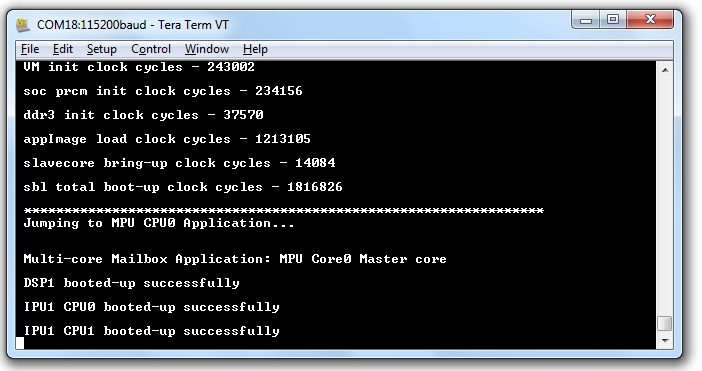 COM18:115200baud - Tera Term VT
File Edit Setup Control Window Help
VM init clock cycles - 243002
soc prcm init clock cycles - 234156
ddr3 init clock cycles - 37570
appImage load clock cycles - 1213105
slavecore bring-up clock cycles - 14084
sbl total boot-up clock cycles - 1816826
*****************************************************************
Jumping to MPU CPU0 Application...
Multi-core Mailbox Application: MPU Core0 Master core
DSP1 booted-up successfully
IPU1 CPU0 booted-up successfully
IPU1 CPU1 booted-up successfully